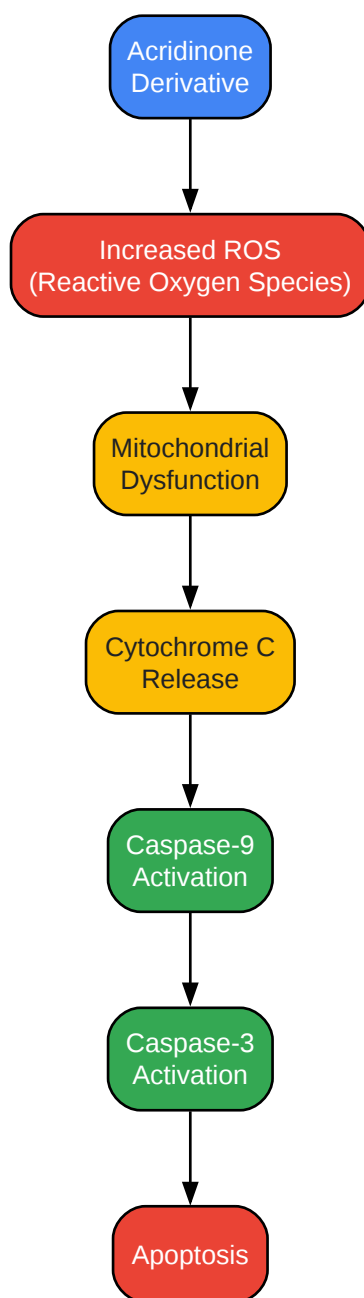 Acridinone
Derivative
Increased ROS
(Reactive Oxygen Species)
Mitochondrial
Dysfunction
Cytochrome C
Release
Caspase-9
Activation
Caspase-3
Activation
Apoptosis